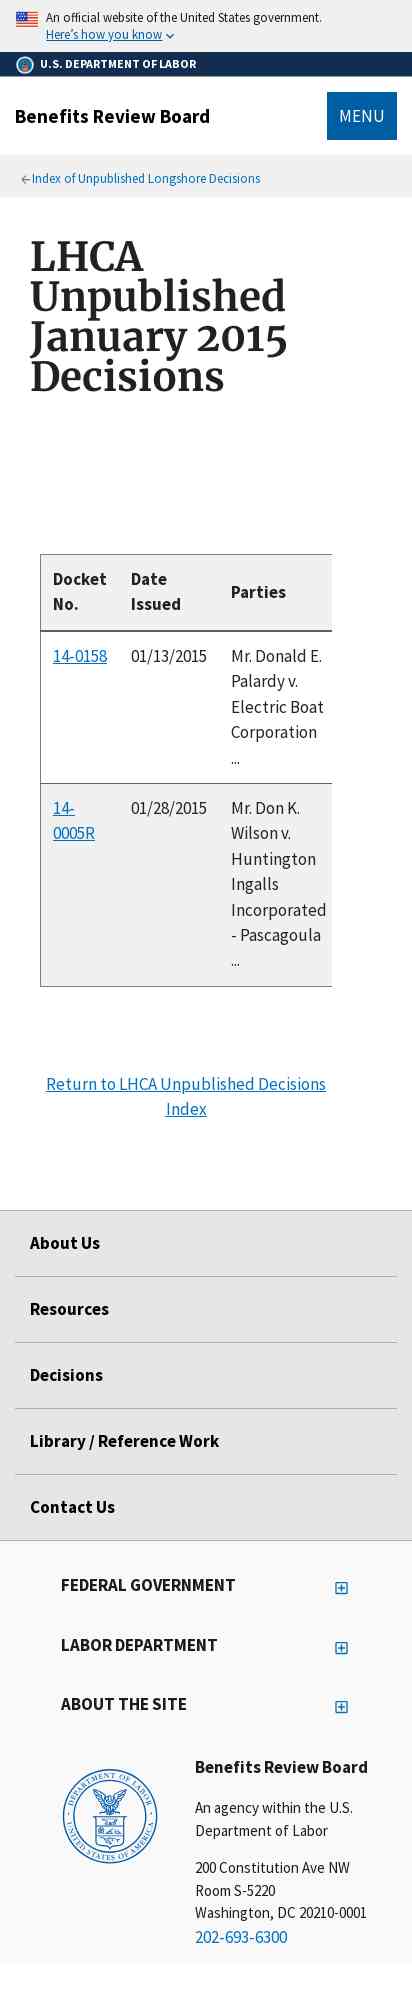 An official website of the United States government.
Here's how you know
U.S. DEPARTMENT OF LABOR
Benefits Review Board
MENU
Index of Unpublished Longshore Decisions
LHCA
Unpublished
January 2015
Decisions
Docket No.
Date Issued
Parties
14-0158
01/13/2015
Mr. Donald E.
Palardy v.
Electric Boat
Corporation
...
14-
0005R
01/28/2015
Mr. Don K.
Wilson v.
Huntington
Ingalls
Incorporated
- Pascagoula
...
Return to LHCA Unpublished Decisions
Index
About Us
Resources
Decisions
Library / Reference Work
Contact Us
FEDERAL GOVERNMENT
LABOR DEPARTMENT
ABOUT THE SITE
DEPARTMENT OF LABOR
UNITED STATES OF AMERICA
Benefits Review Board
An agency within the U.S.
Department of Labor
200 Constitution Ave NW
Room S-5220
Washington, DC 20210-0001
202-693-6300